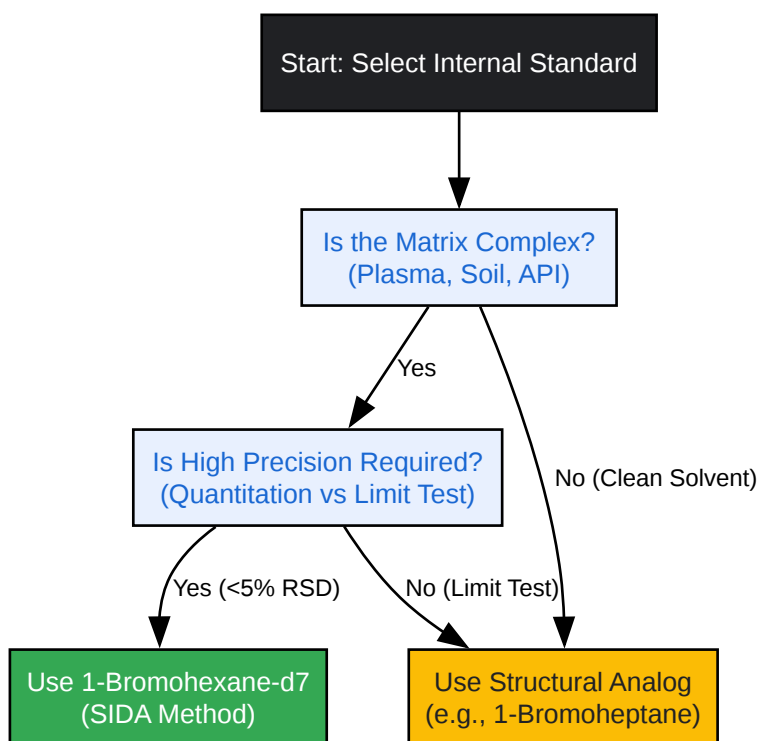 Start: Select Internal Standard
Is the Matrix Complex?
(Plasma, Soil, API)
Yes
Is High Precision Required?
(Quantitation vs Limit Test)
No (Clean Solvent)
Yes (<5% RSD)
No (Limit Test)
Use 1-Bromohexane-d7
(SIDA Method)
Use Structural Analog
(e.g., 1-Bromoheptane)